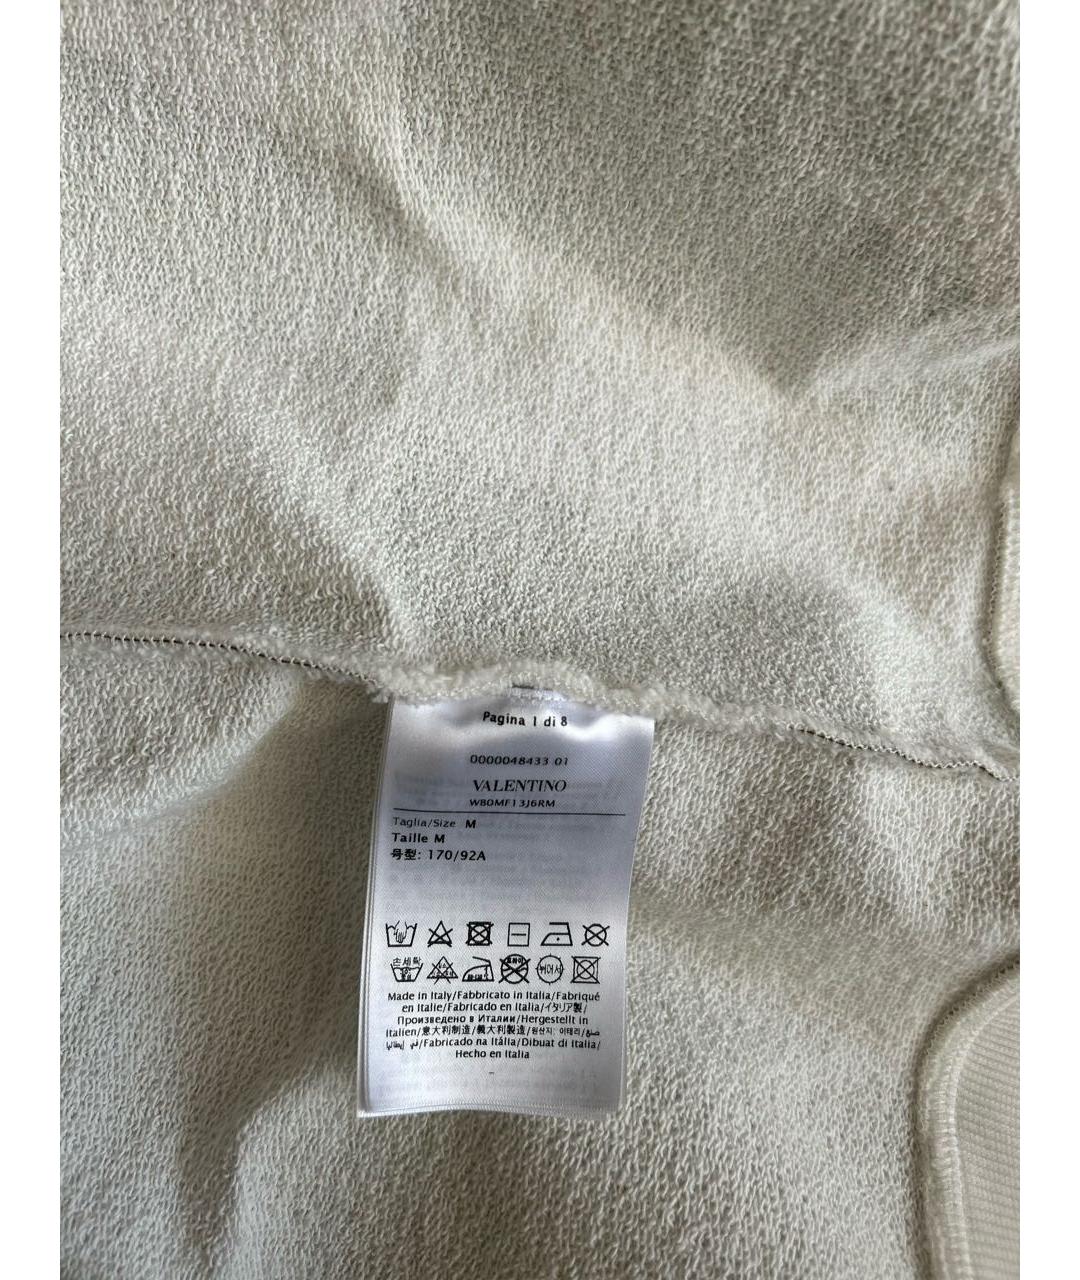 Pagina 1 di 8
0000048433 01
VALENTINO
WB0MF13J6RM
Taglia/Size M
Taille M
号型: 170/92A
손세탁
Made in Italy/Fabbricato in Italia/Fabriqué
en Italie/Fabricado en Italia/イタリア製/
Произведено в Италии/Hergestellt in
Italien/意大利制造/義大利製造/원산지: 이태리/صنع
في إيطاليا/Fabricado na Itália/Dibuat di Italia/
Hecho en Italia